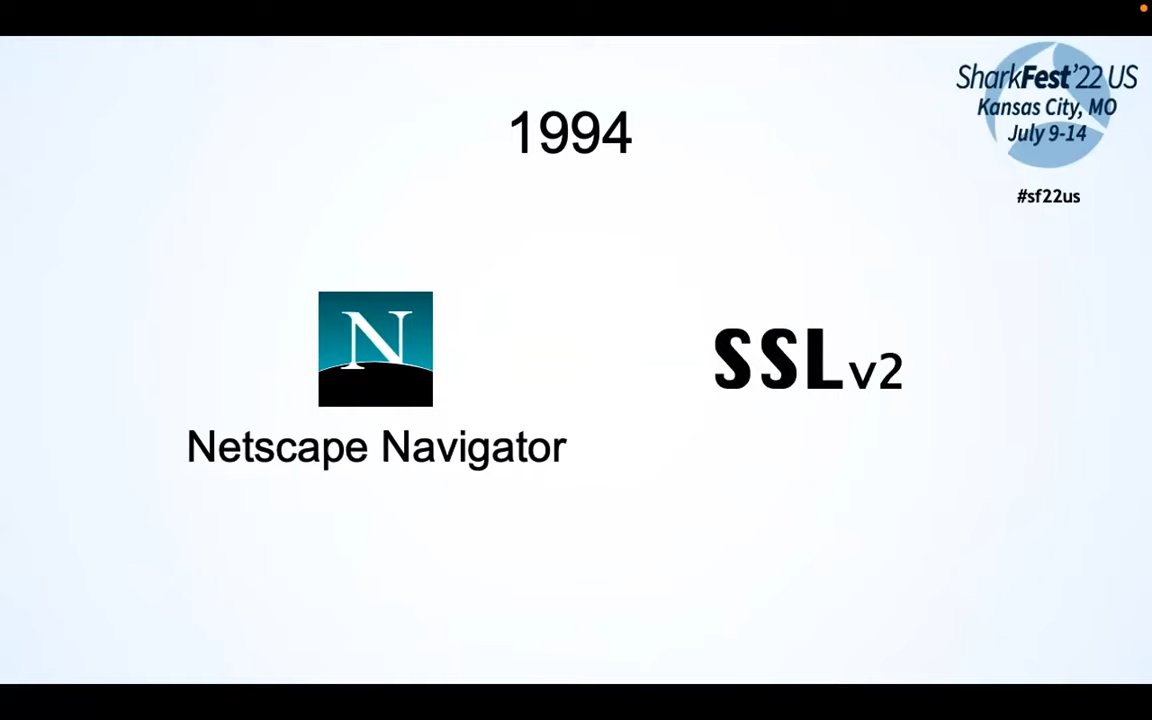 SharkFest'22 US
Kansas City, MO
July 9-14
#sf22us
1994
N
Netscape Navigator
SSLv2